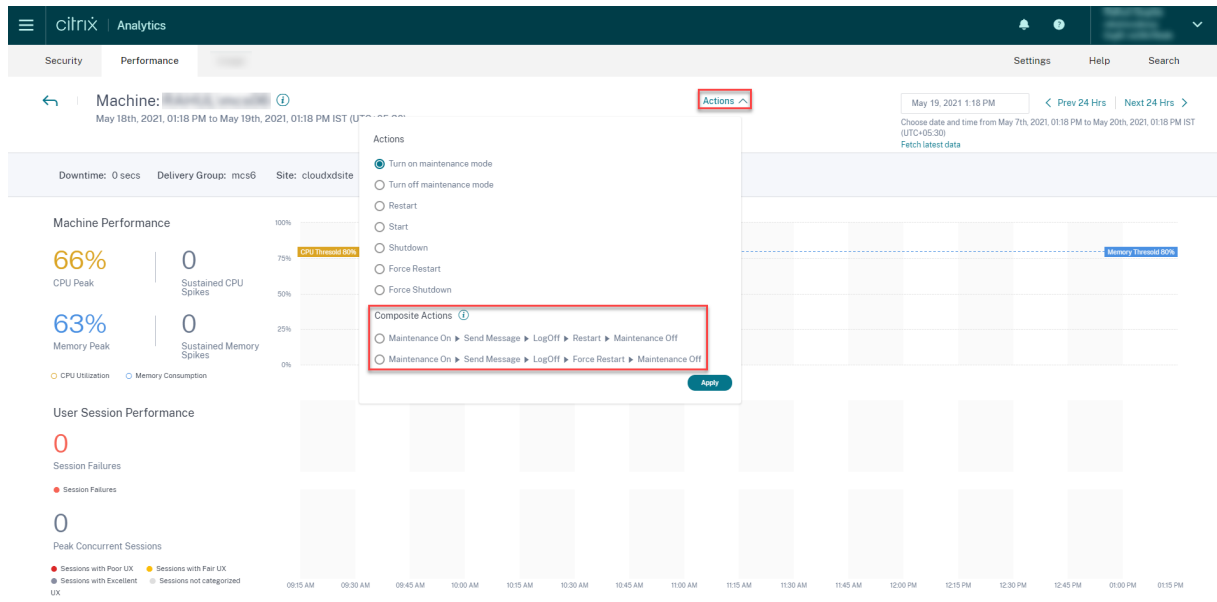 citrix | Analytics
Security Performance
Settings Help Search
Machine:
Actions
May 18th, 2021, 01:18 PM to May 19th, 2021, 01:18 PM IST
May 19, 2021 1:18 PM
Prev 24 Hrs
Next 24 Hrs
Choose date and time from May 7th, 2021, 01:18 PM to May 20th, 2021, 01:18 PM IST
(UTC+05:30)
Fetch latest data
Actions
Turn on maintenance mode
Turn off maintenance mode
Restart
Start
Shutdown
Force Restart
Force Shutdown
Composite Actions
Maintenance On ▶ Send Message ▶ LogOff ▶ Restart ▶ Maintenance Off
Maintenance On ▶ Send Message ▶ LogOff ▶ Force Restart ▶ Maintenance Off
Apply
Downtime: 0 secs Delivery Group: mcs6 Site: cloudxdsite
Machine Performance
66%
CPU Peak
0
Sustained CPU
Spikes
63%
Memory Peak
0
Sustained Memory
Spikes
CPU Utilization Memory Consumption
100%
75%
50%
25%
0%
CPU Threshold 80%
Memory Threshold 80%
User Session Performance
0
Session Failures
Session Failures
0
Peak Concurrent Sessions
Sessions with Poor UX Sessions with Fair UX
Sessions with Excellent UX Sessions not categorized
09:15 AM 09:30 AM 09:45 AM 10:00 AM 10:15 AM 10:30 AM 10:45 AM 11:00 AM 11:15 AM 11:30 AM 11:45 AM 12:00 PM 12:15 PM 12:30 PM 12:45 PM 01:00 PM 01:15 PM